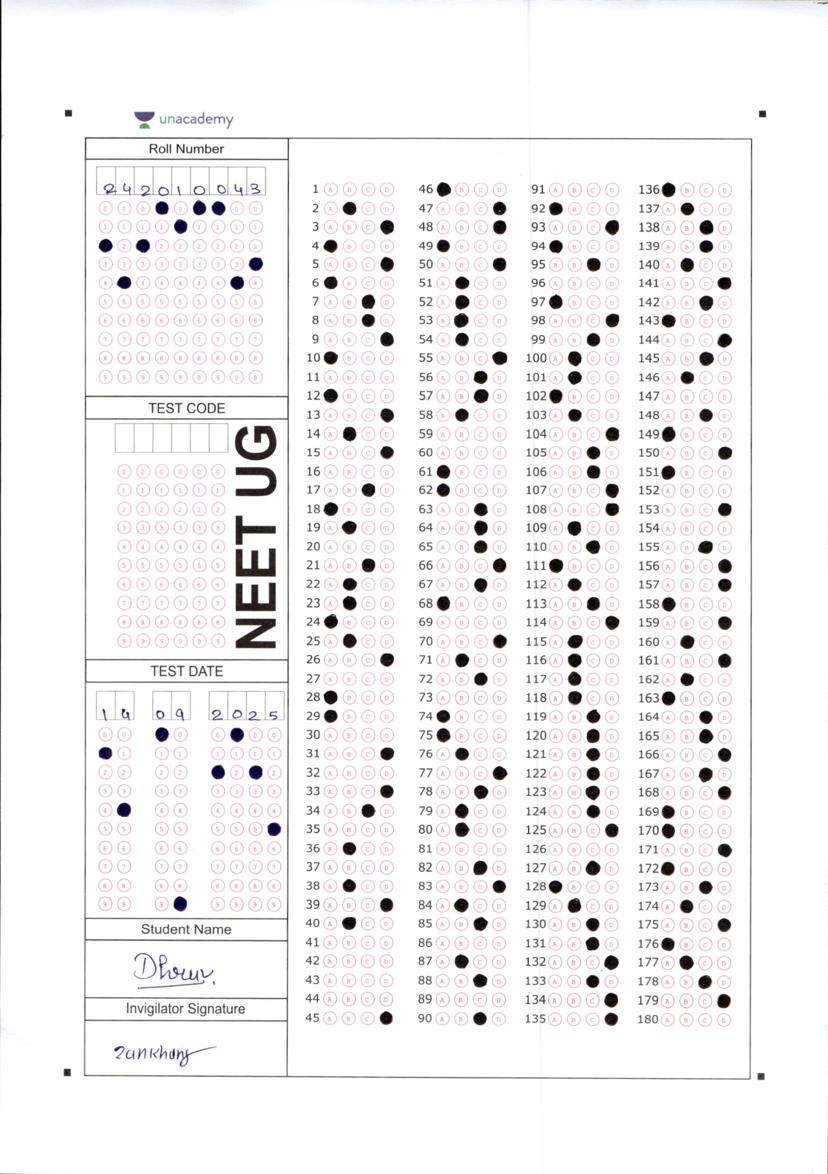 unacademy
Roll Number
2 4 2 0 1 0 0 4 3
TEST CODE
NEET UG
TEST DATE
1 4 0 9 2 0 2 5
Student Name
Dhruv
Invigilator Signature
1 A B C D 46 B C D 91 A B C D 136 B C D
2 A C D 47 A B C 92 B C D 137 A C D
3 A B C 48 A B C 93 A B C 138 A B D
4 B C D 49 B C D 94 B C D 139 A B D
5 A B C 50 A B C 95 A B D 140 A C D
6 B C D 51 A C D 96 A B C D 141 A B C
7 A B D 52 A C D 97 B C D 142 A B D
8 A B D 53 A C D 98 A B C 143 B C D
9 A B C 54 A C D 99 A B D 144 A B C
10 B C D 55 A B C 100 A C D 145 A B D
11 A B C D 56 A B D 101 A C D 146 A C D
12 B C D 57 A B D 102 B C D 147 A B C D
13 A B C 58 A C D 103 A C D 148 A B D
14 A C D 59 A B C D 104 A B C 149 B C D
15 A B C 60 A B C D 105 A B D 150 A B C
16 A B C D 61 B C D 106 A B D 151 B C D
17 A B D 62 B C D 107 A B C 152 A B C D
18 B C D 63 A B D 108 A B C 153 A B C
19 A C D 64 A B D 109 A C D 154 A B C D
20 A B C D 65 A B D 110 A B D 155 A B D
21 A B D 66 A B C 111 B C D 156 A B C
22 A C D 67 A B D 112 A C D 157 A B C
23 A C D 68 B C D 113 A B D 158 B C D
24 B C D 69 A B C D 114 A B C 159 A B C
25 A C D 70 A B C 115 A C D 160 A C D
26 A B C 71 A C D 116 A C D 161 A B C
27 A B C D 72 A B D 117 A C D 162 A C D
28 B C D 73 A B C D 118 A C D 163 B C D
29 B C D 74 B C D 119 A B D 164 A B D
30 A B C D 75 B C D 120 A B D 165 A B D
31 A B C 76 A C D 121 A B D 166 A B C
32 A B C D 77 A B C 122 A B D 167 A B D
33 A B C 78 A B D 123 A B D 168 A B C
34 A B D 79 A C D 124 A B D 169 B C D
35 A B C D 80 A C D 125 A B C 170 B C D
36 A C D 81 A B C D 126 A B C D 171 A B C
37 A B C D 82 A B D 127 A B D 172 B C D
38 A C D 83 A B C 128 B C D 173 A B D
39 A B C 84 A C D 129 A C D 174 A C D
40 A C D 85 A B D 130 A B D 175 A B C
41 A B C D 86 A B C D 131 A B D 176 B C D
42 A B C D 87 A C D 132 A B C 177 A C D
43 A B C D 88 A B D 133 A B D 178 A B D
44 A B C D 89 A B C D 134 A B C 179 A B C
45 A B C 90 A B D 135 A B C 180 A B C D